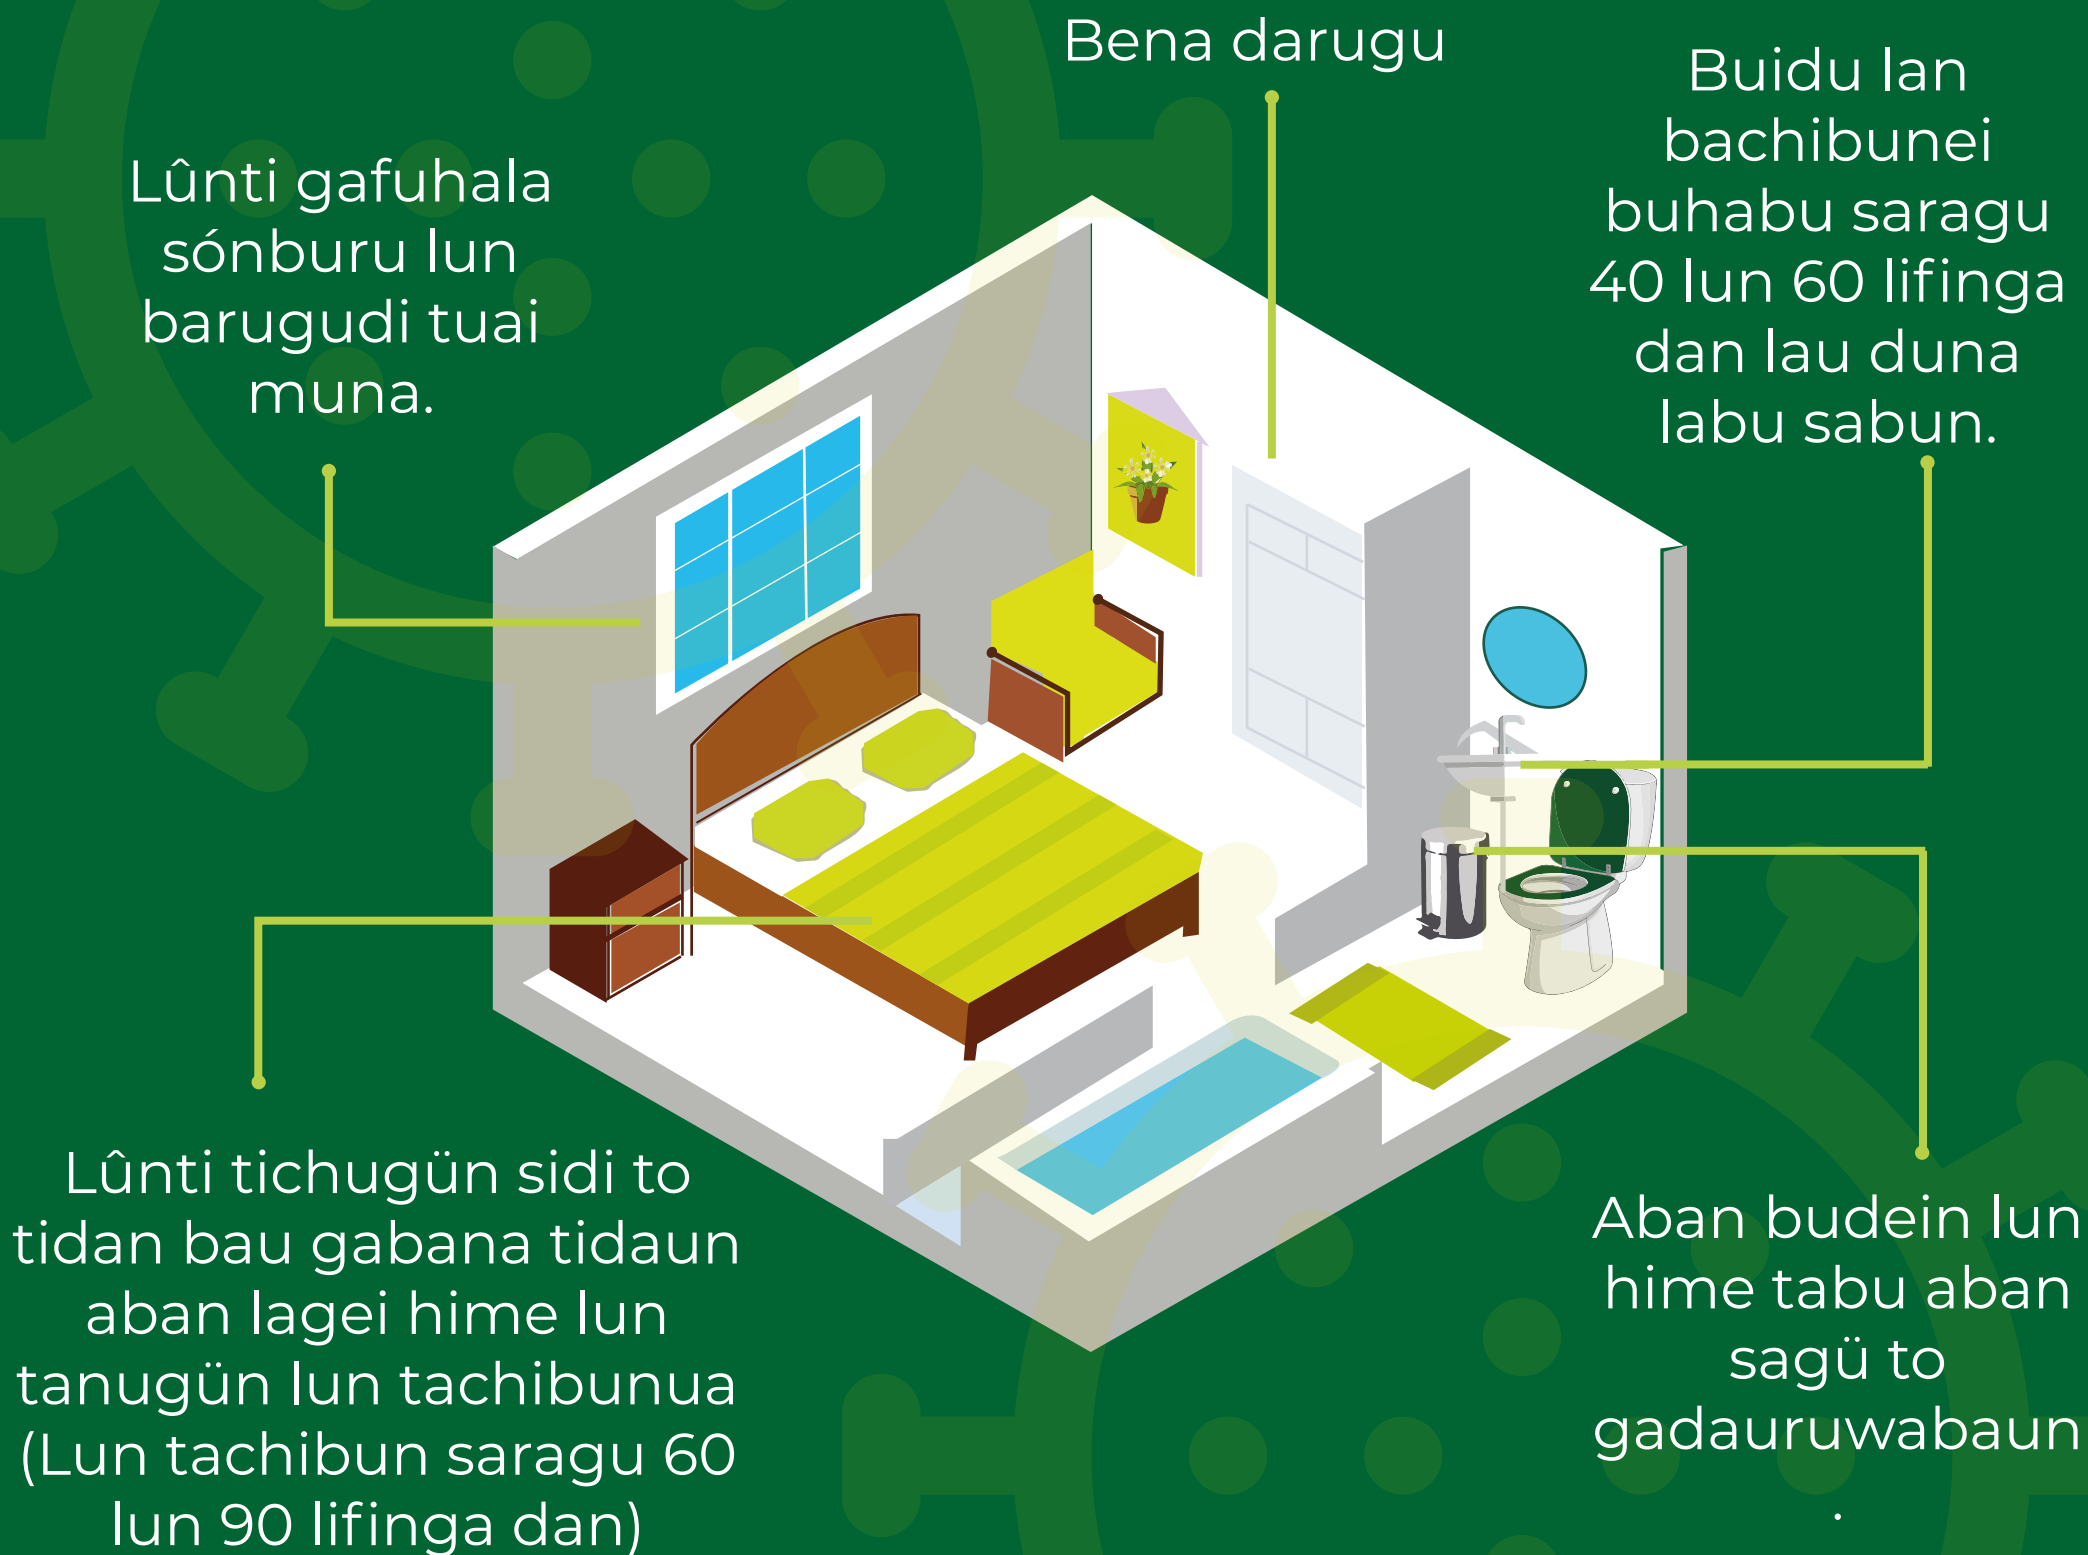 Bena darugu
Buidu lan
bachibunei
buhabu saragu
40 lun 60 lifinga
dan lau duna
labu sabun.
Lûnti gafuhala
sónburu lun
barugudi tuai
muna.
Lûnti tichugün sidi to
tidan bau gabana tidaun
aban lagei hime lun
tanugün lun tachibunua
(Lun tachibun saragu 60
lun 90 lifinga dan)
Aban budein lun
hime tabu aban
sagü to
gadauruwabaun
.